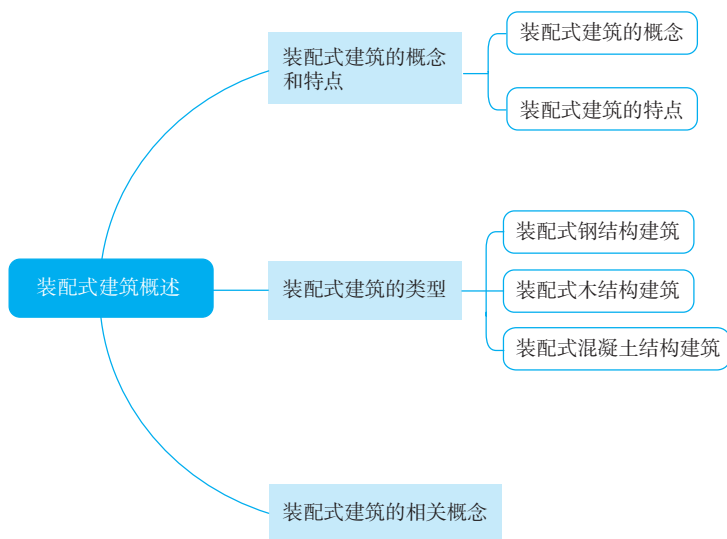 装配式建筑概述
装配式建筑的概念
和特点
装配式建筑的概念
装配式建筑的特点
装配式建筑的类型
装配式钢结构建筑
装配式木结构建筑
装配式混凝土结构建筑
装配式建筑的相关概念